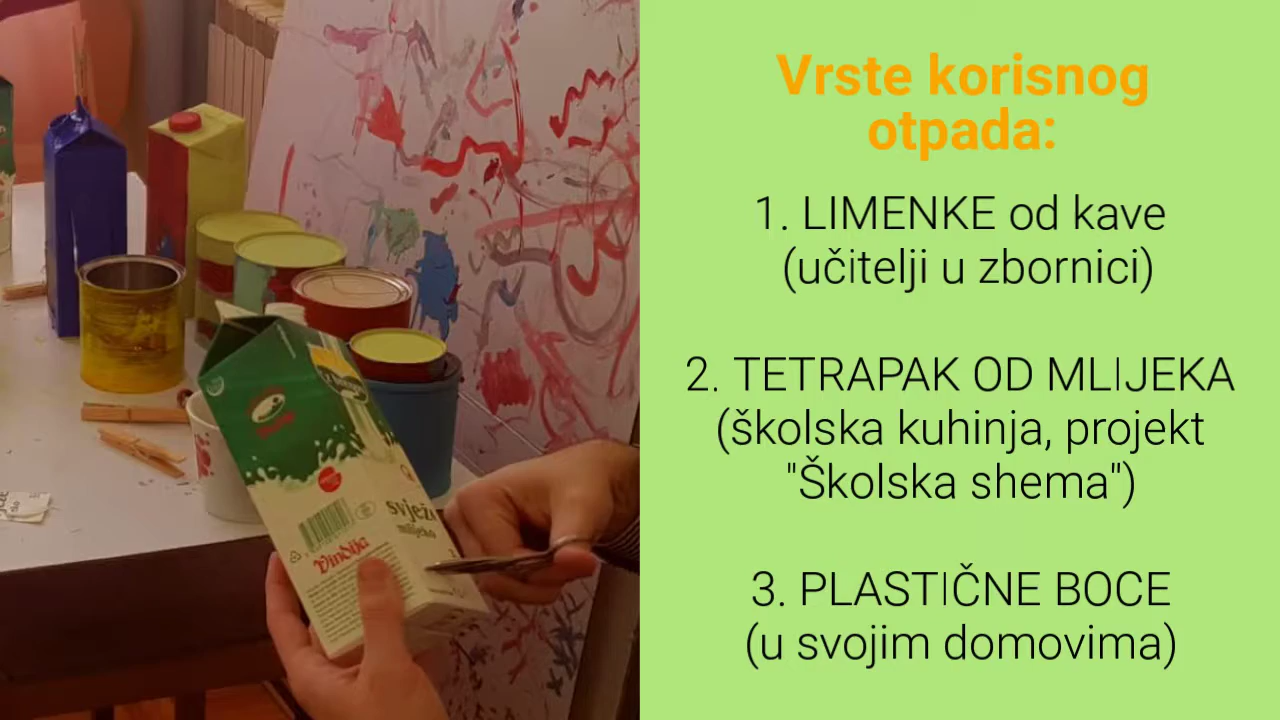 Vrste korisnog
otpada:
1. LIMENKE od kave
(učitelji u zbornici)
2. TETRAPAK OD MLIJEKA
(školska kuhinja, projekt
"Školska shema")
3. PLASTIČNE BOCE
(u svojim domovima)
svježe
mlijeko
Vindija